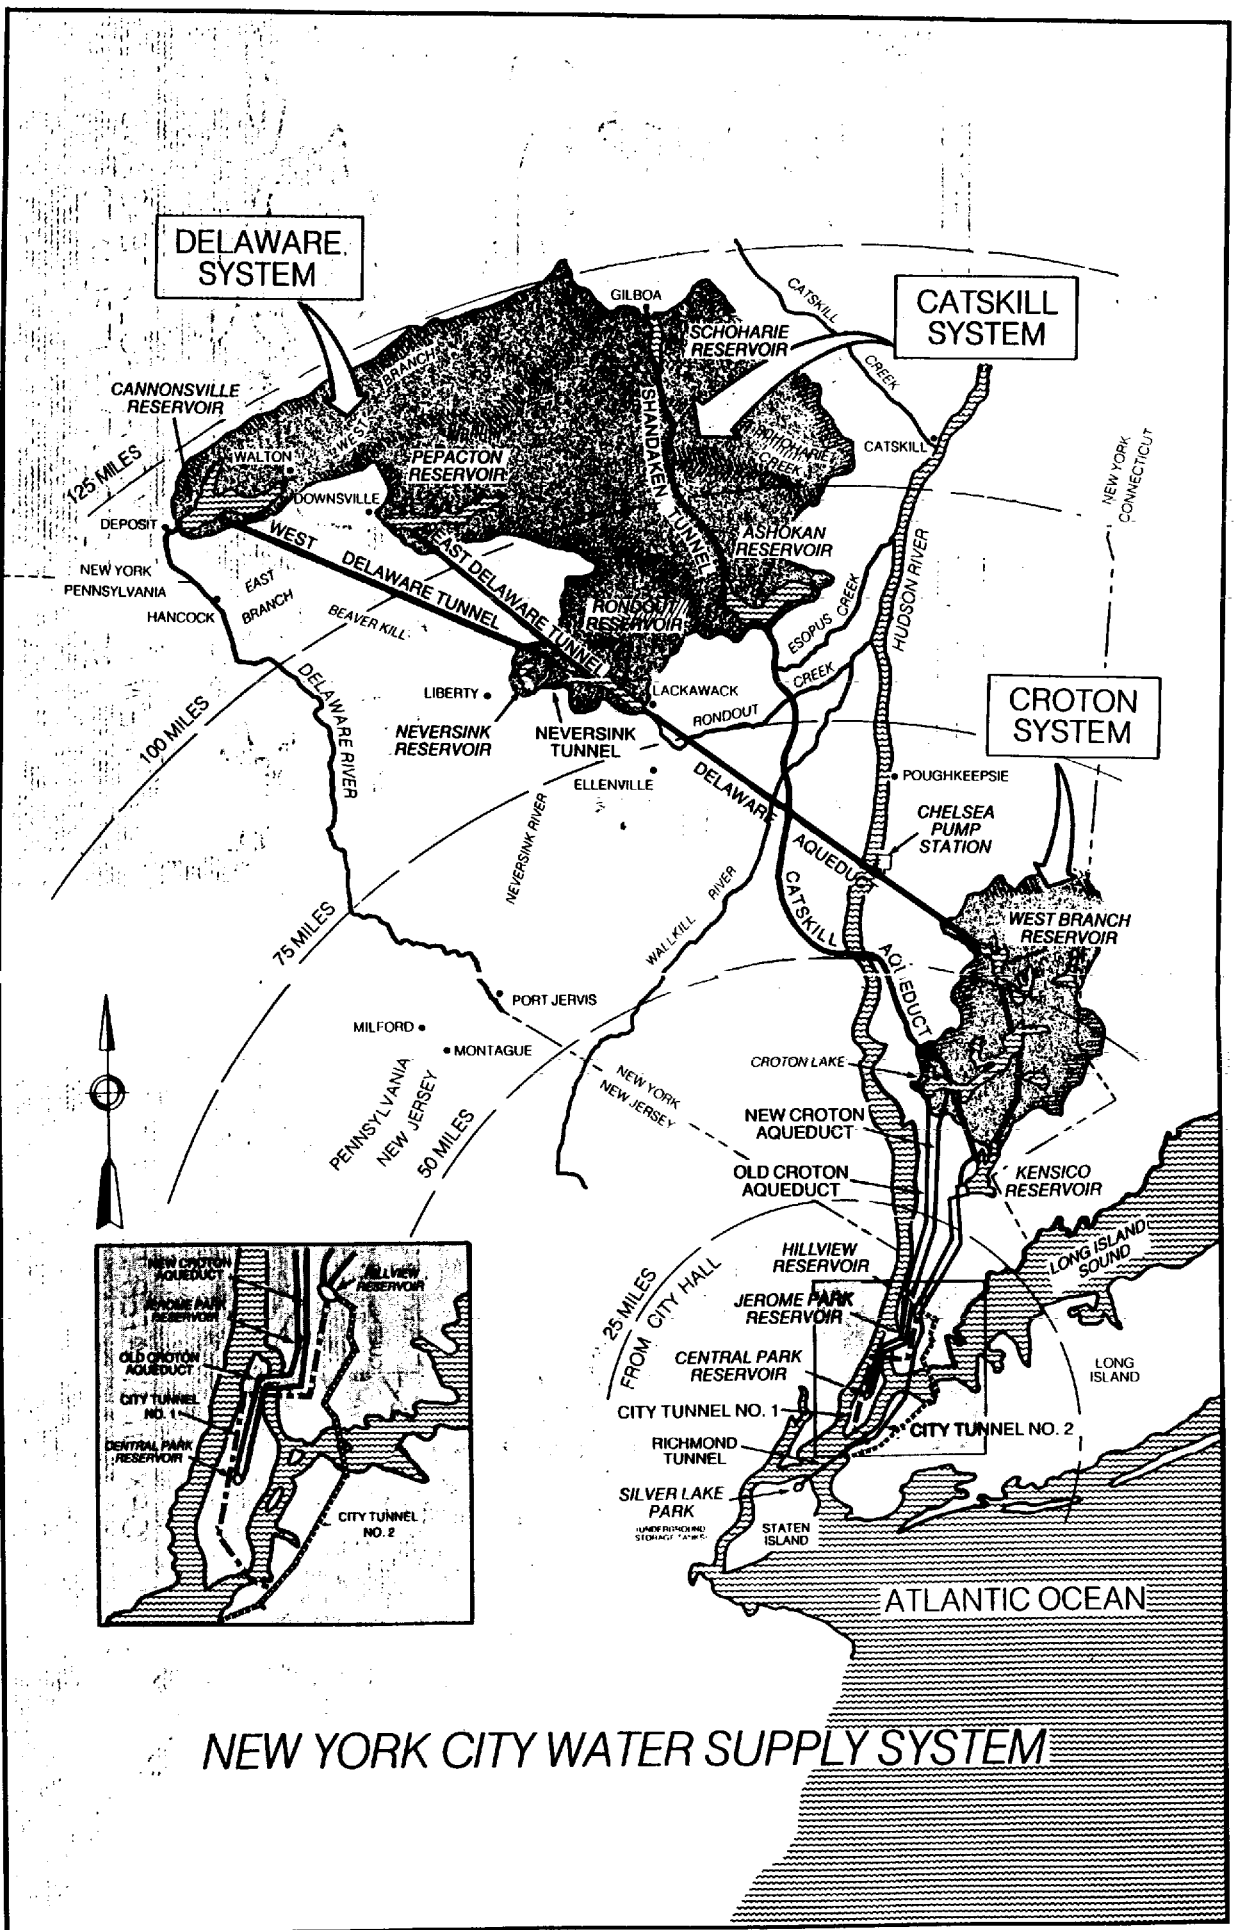 DELAWARE
SYSTEM
CATSKILL
SYSTEM
GILBOA
CATSKILL
CREEK
SCHOHARIE
RESERVOIR
CANNONSVILLE
RESERVOIR
WEST
BRANCH
SHANDAKEN TUNNEL
SCHOHARIE
CREEK
CATSKILL
NEW YORK
CONNECTICUT
125 MILES
WALTON
PEPACTON
RESERVOIR
DOWNSVILLE
DEPOSIT
WEST DELAWARE TUNNEL
EAST DELAWARE TUNNEL
ASHOKAN
RESERVOIR
NEW YORK
PENNSYLVANIA
EAST
BRANCH
HANCOCK
BEAVER KILL
RONDOUT
RESERVOIR
ESOPUS CREEK
HUDSON RIVER
DELAWARE RIVER
LIBERTY
LACKAWACK
RONDOUT CREEK
CROTON
SYSTEM
100 MILES
NEVERSINK
RESERVOIR
NEVERSINK
TUNNEL
ELLENVILLE
DELAWARE AQUEDUCT
POUGHKEEPSIE
CHELSEA
PUMP
STATION
NEVERSINK RIVER
WALLKILL RIVER
CATSKILL AQUEDUCT
WEST BRANCH
RESERVOIR
75 MILES
PORT JERVIS
MILFORD
MONTAGUE
CROTON LAKE
NEW YORK
NEW JERSEY
PENNSYLVANIA
NEW JERSEY
50 MILES
NEW CROTON
AQUEDUCT
OLD CROTON
AQUEDUCT
KENSICO
RESERVOIR
LONG ISLAND
SOUND
HILLVIEW
RESERVOIR
25 MILES
FROM CITY HALL
JEROME PARK
RESERVOIR
CENTRAL PARK
RESERVOIR
LONG
ISLAND
CITY TUNNEL NO. 1
CITY TUNNEL NO. 2
RICHMOND
TUNNEL
SILVER LAKE
PARK
(UNDERGROUND
STORAGE TANKS)
STATEN
ISLAND
NEW CROTON
AQUEDUCT
HILLVIEW
RESERVOIR
JEROME PARK
RESERVOIR
OLD CROTON
AQUEDUCT
CITY TUNNEL
NO. 1
CENTRAL PARK
RESERVOIR
CITY TUNNEL
NO. 2
ATLANTIC OCEAN
NEW YORK CITY WATER SUPPLY SYSTEM